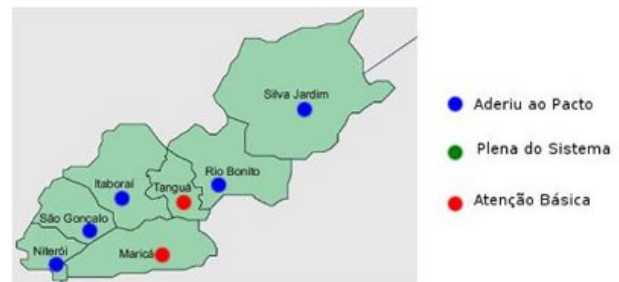 Silva Jardim
Rio Bonito
Itaboraí
Tanguá
São Gonçalo
Niterói
Maricá
Aderiu ao Pacto
Plena do Sistema
Atenção Básica